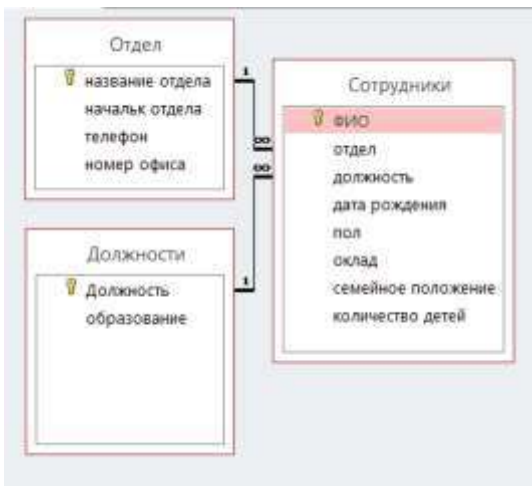 Отдел
название отдела
начальк отдела
телефон
номер офиса
1
Сотрудники
ФИО
отдел
должность
дата рождения
пол
оклад
семейное положение
количество детей
∞
∞
Должности
Должность
образование
1